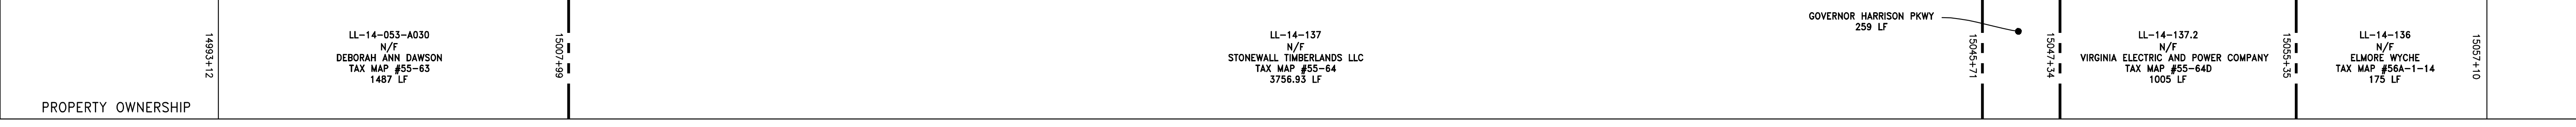 PROPERTY OWNERSHIP
14993+12
LL-14-053-A030
N/F
DEBORAH ANN DAWSON
TAX MAP #55-63
1487 LF
15007+99
LL-14-137
N/F
STONEWALL TIMBERLANDS LLC
TAX MAP #55-64
3756.93 LF
GOVERNOR HARRISON PKWY
259 LF
15045+71
15047+34
LL-14-137.2
N/F
VIRGINIA ELECTRIC AND POWER COMPANY
TAX MAP #55-64D
1005 LF
15055+35
LL-14-136
N/F
ELMORE WYCHE
TAX MAP #56A-1-14
175 LF
15057+10